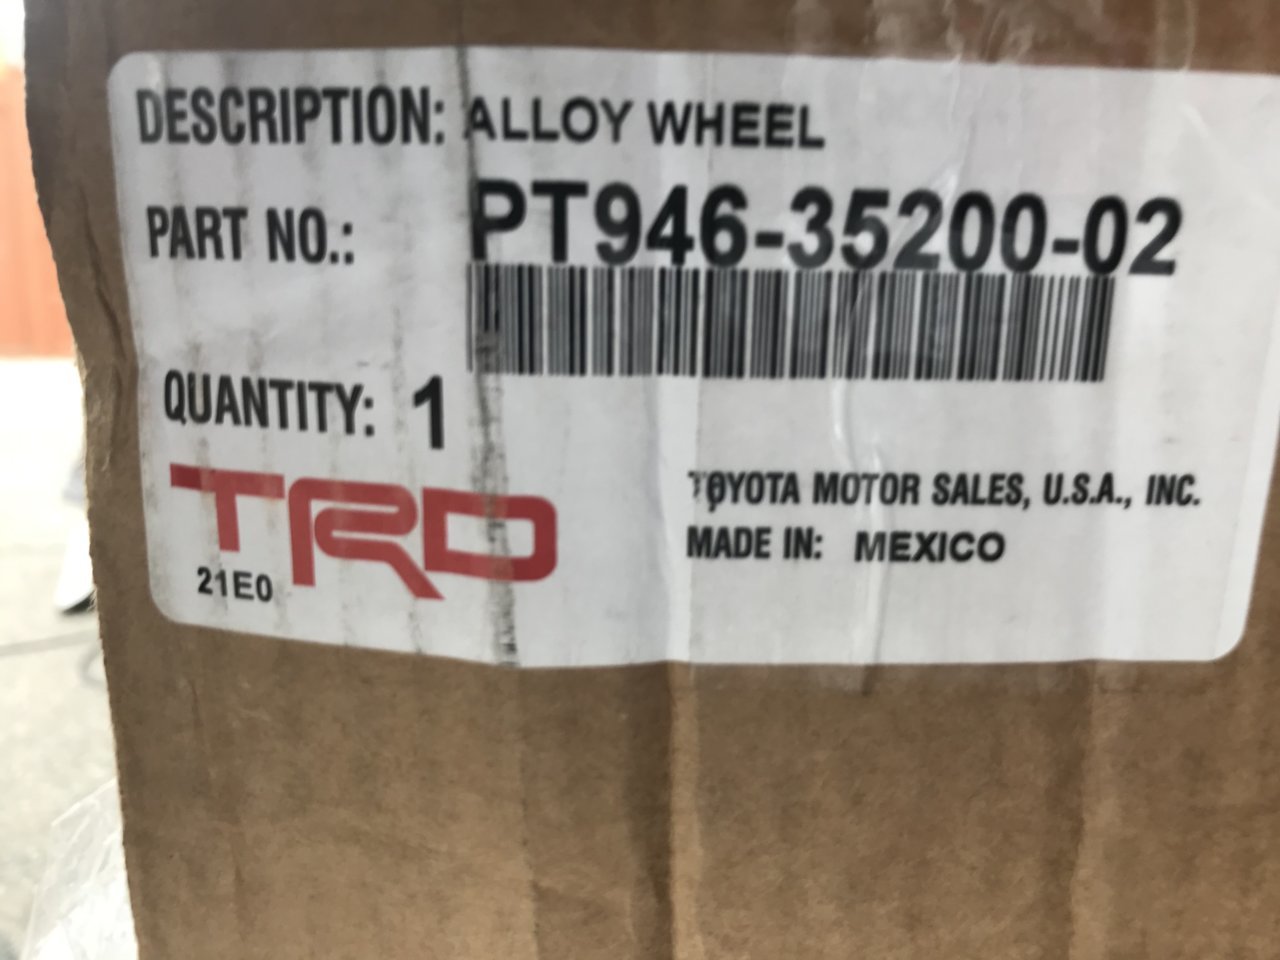 DESCRIPTION: ALLOY WHEEL
PART NO.: PT946-35200-02
QUANTITY: 1
TRD
21E0
TOYOTA MOTOR SALES, U.S.A., INC.
MADE IN: MEXICO